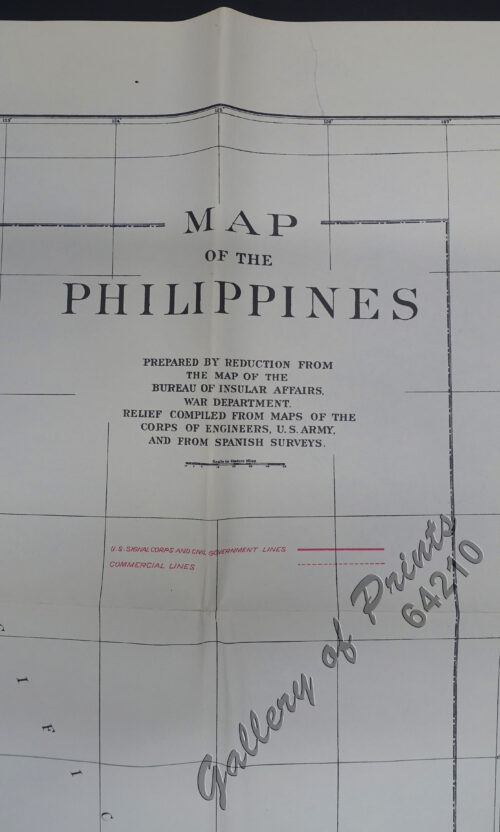 MAP
OF THE
PHILIPPINES
PREPARED BY REDUCTION FROM
THE MAP OF THE
BUREAU OF INSULAR AFFAIRS,
WAR DEPARTMENT.
RELIEF COMPILED FROM MAPS OF THE
CORPS OF ENGINEERS, U.S. ARMY,
AND FROM SPANISH SURVEYS.
U.S. SIGNAL CORPS AND CIVIL GOVERNMENT LINES
COMMERCIAL LINES
Gallery of Prints
64210
I F I C